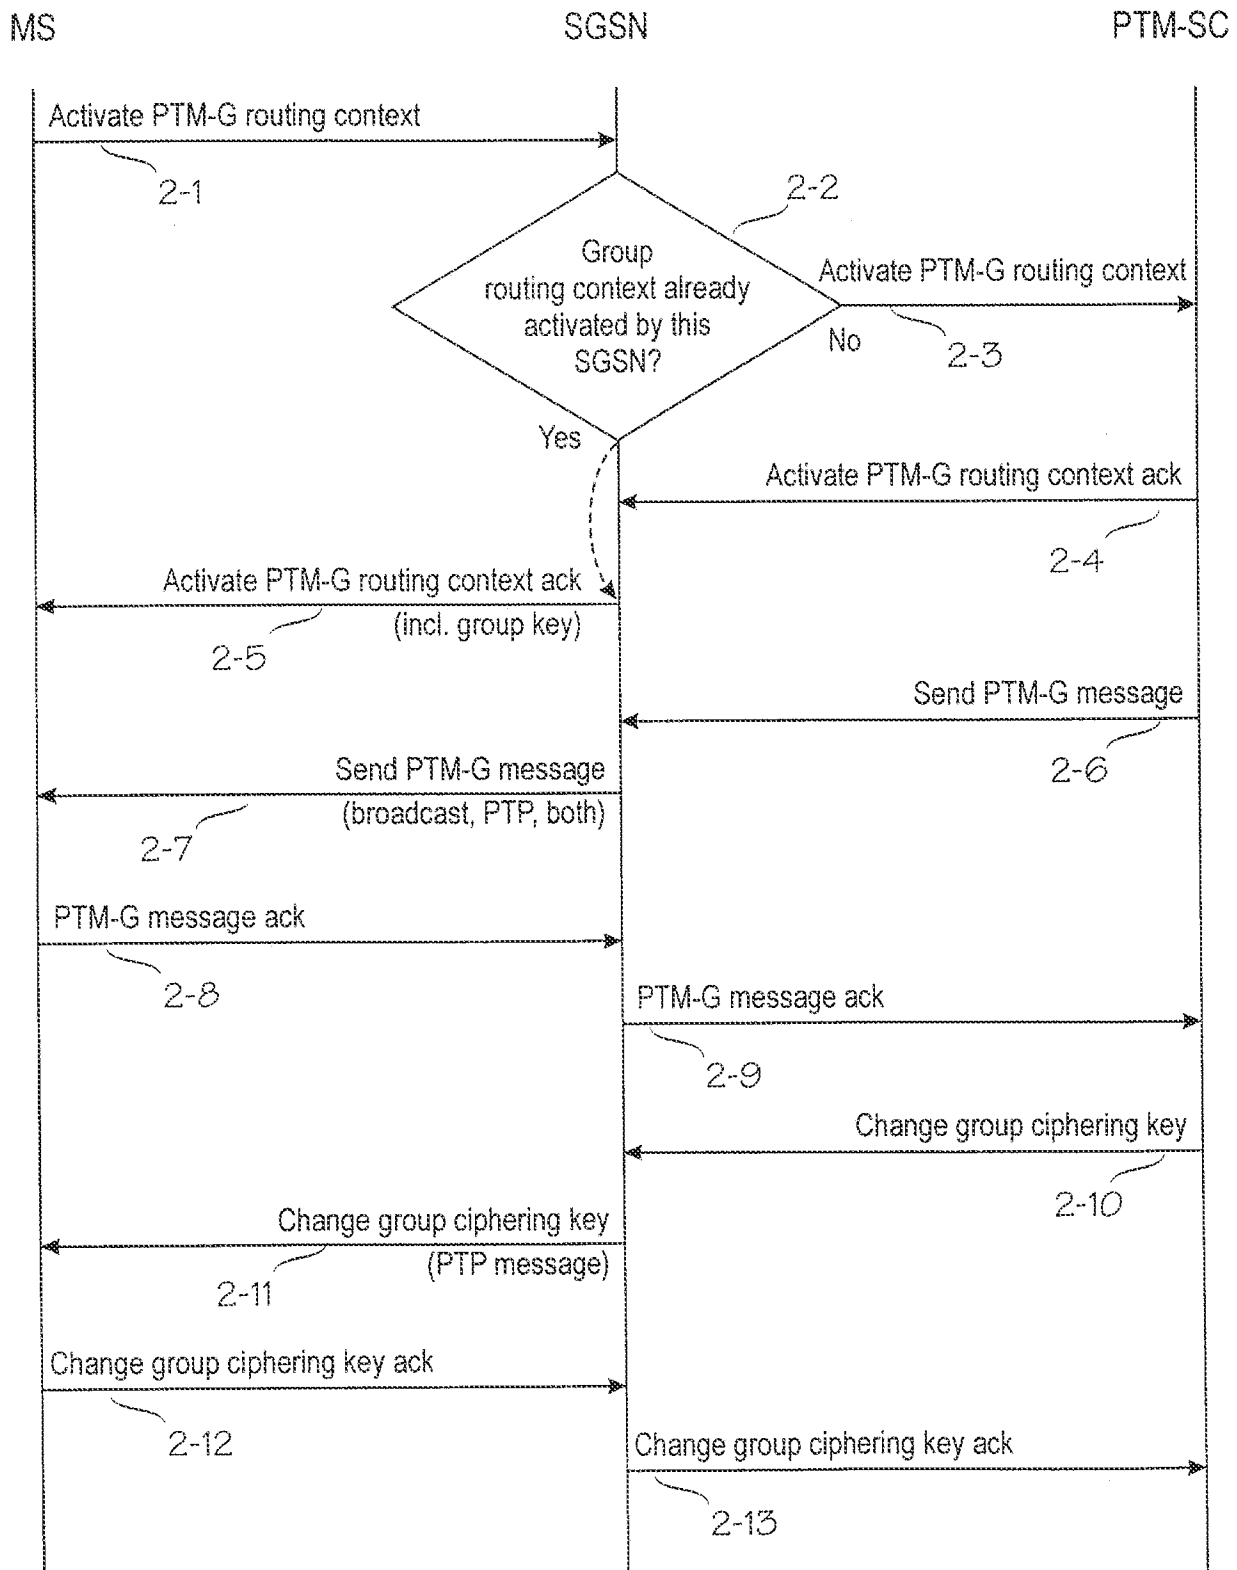 MS
SGSN
PTM-SC
Activate PTM-G routing context
2-1
2-2
Group
routing context already
activated by this
SGSN?
Activate PTM-G routing context
No
2-3
Yes
Activate PTM-G routing context ack
2-4
Activate PTM-G routing context ack
(incl. group key)
2-5
Send PTM-G message
2-6
Send PTM-G message
(broadcast, PTP, both)
2-7
PTM-G message ack
2-8
PTM-G message ack
2-9
Change group ciphering key
2-10
Change group ciphering key
(PTP message)
2-11
Change group ciphering key ack
2-12
Change group ciphering key ack
2-13